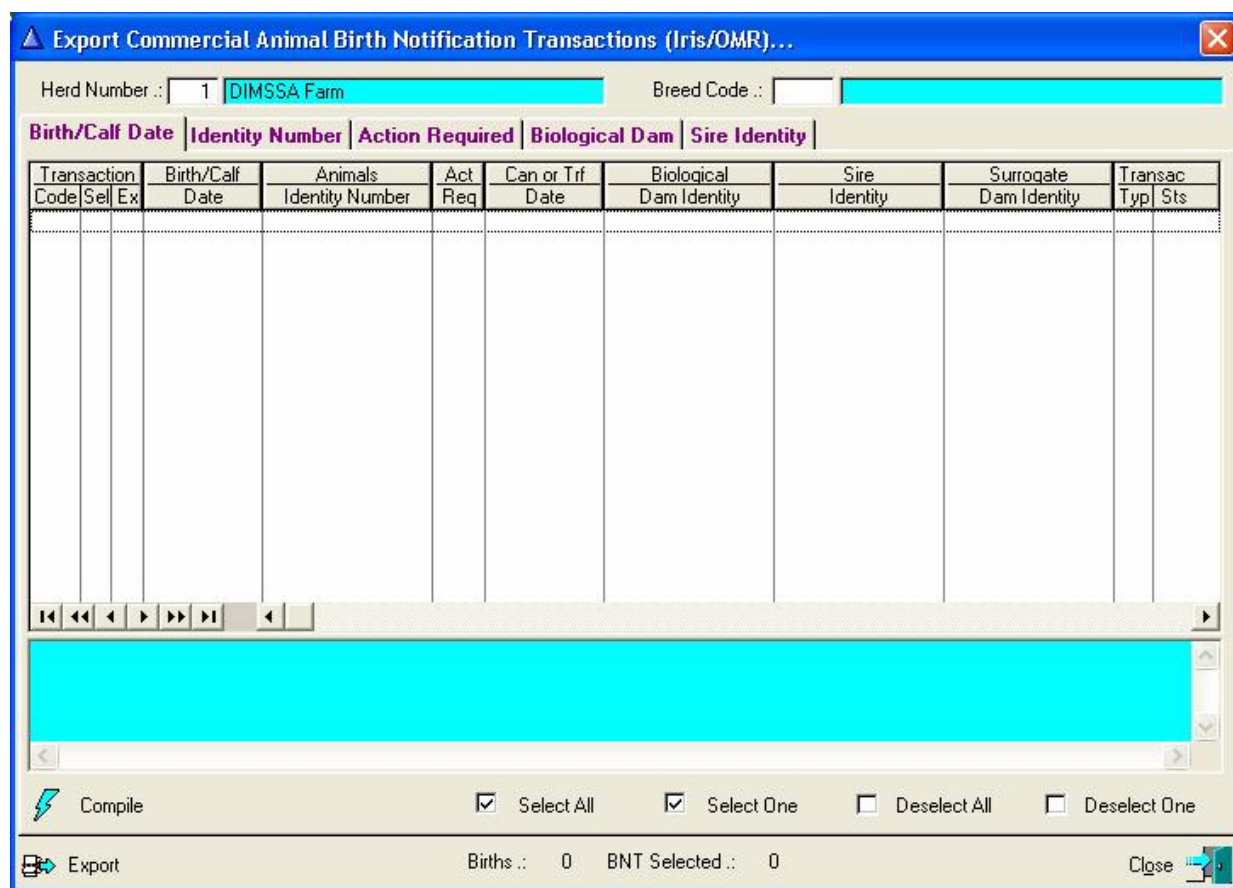 Export Commercial Animal Birth Notification Transactions (Iris/OMR)...
Herd Number .: 1 DIMSSA Farm Breed Code .:
Birth/Calf Date Identity Number Action Required Biological Dam Sire Identity
Transaction Birth/Calf Animals Act Can or Trf Biological Sire Surrogate Transac
Code Sel Ex Date Identity Number Req Date Dam Identity Identity Dam Identity Typ Sts
Compile Select All Select One Deselect All Deselect One
Export Births .: 0 BNT Selected .: 0 Close